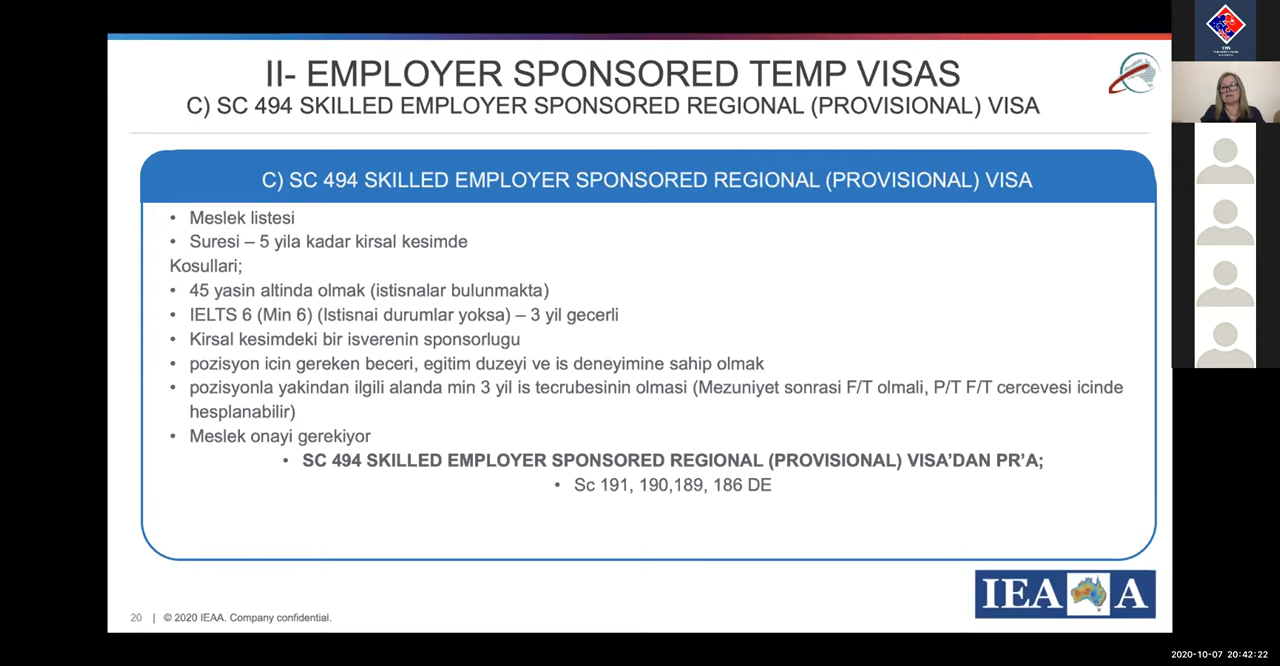 II- EMPLOYER SPONSORED TEMP VISAS
C) SC 494 SKILLED EMPLOYER SPONSORED REGIONAL (PROVISIONAL) VISA
C) SC 494 SKILLED EMPLOYER SPONSORED REGIONAL (PROVISIONAL) VISA
• Meslek listesi
• Suresi – 5 yila kadar kirsal kesimde
Kosullari;
• 45 yasin altinda olmak (istisnalar bulunmakta)
• IELTS 6 (Min 6) (Istisnai durumlar yoksa) – 3 yil gecerli
• Kirsal kesimdeki bir isverenin sponsorlugu
• pozisyon icin gereken beceri, egitim duzeyi ve is deneyimine sahip olmak
• pozisyonla yakindan ilgili alanda min 3 yil is tecrubesinin olmasi (Mezuniyet sonrasi F/T olmali, P/T F/T cercevesi icinde
hesplanabilir)
• Meslek onayi gerekiyor
• SC 494 SKILLED EMPLOYER SPONSORED REGIONAL (PROVISIONAL) VISA’DAN PR’A;
• Sc 191, 190,189, 186 DE
IEAA
20 | © 2020 IEAA. Company confidential.
2020-10-07 20:42:22